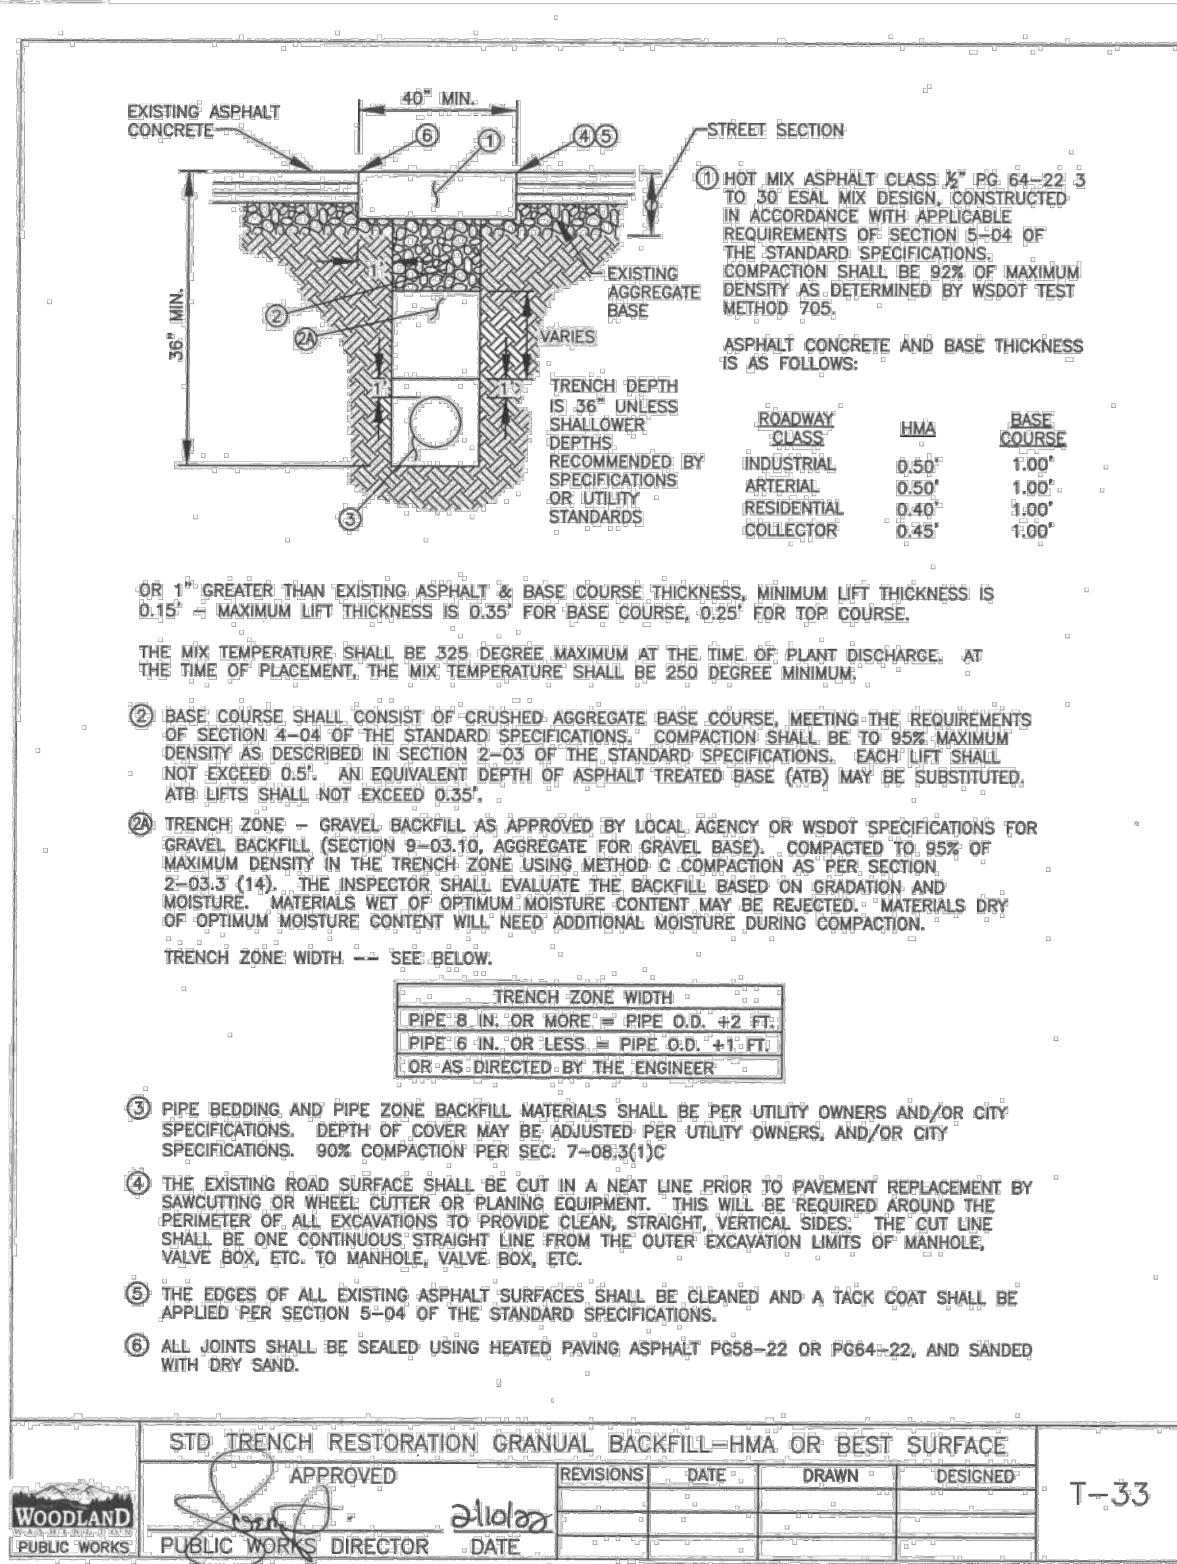 40" MIN.
EXISTING ASPHALT
CONCRETE
6
1
4 5
STREET SECTION
36" MIN.
1'
EXISTING
AGGREGATE
BASE
2
2A
VARIES
1'
1'
3
TRENCH DEPTH
IS 36" UNLESS
SHALLOWER
DEPTHS
RECOMMENDED BY
SPECIFICATIONS
OR UTILITY
STANDARDS
1 HOT MIX ASPHALT CLASS ½" PG 64-22 3
TO 30 ESAL MIX DESIGN, CONSTRUCTED
IN ACCORDANCE WITH APPLICABLE
REQUIREMENTS OF SECTION 5-04 OF
THE STANDARD SPECIFICATIONS.
COMPACTION SHALL BE 92% OF MAXIMUM
DENSITY AS DETERMINED BY WSDOT TEST
METHOD 705.
ASPHALT CONCRETE AND BASE THICKNESS
IS AS FOLLOWS:
ROADWAY CLASS HMA BASE COURSE
INDUSTRIAL 0.50' 1.00'
ARTERIAL 0.50' 1.00'
RESIDENTIAL 0.40' 1.00'
COLLECTOR 0.45' 1.00'
OR 1" GREATER THAN EXISTING ASPHALT & BASE COURSE THICKNESS, MINIMUM LIFT THICKNESS IS
0.15' - MAXIMUM LIFT THICKNESS IS 0.35' FOR BASE COURSE, 0.25' FOR TOP COURSE.
THE MIX TEMPERATURE SHALL BE 325 DEGREE MAXIMUM AT THE TIME OF PLANT DISCHARGE. AT
THE TIME OF PLACEMENT, THE MIX TEMPERATURE SHALL BE 250 DEGREE MINIMUM.
2 BASE COURSE SHALL CONSIST OF CRUSHED AGGREGATE BASE COURSE, MEETING THE REQUIREMENTS
OF SECTION 4-04 OF THE STANDARD SPECIFICATIONS. COMPACTION SHALL BE TO 95% MAXIMUM
DENSITY AS DESCRIBED IN SECTION 2-03 OF THE STANDARD SPECIFICATIONS. EACH LIFT SHALL
NOT EXCEED 0.5'. AN EQUIVALENT DEPTH OF ASPHALT TREATED BASE (ATB) MAY BE SUBSTITUTED.
ATB LIFTS SHALL NOT EXCEED 0.35'.
2A TRENCH ZONE - GRAVEL BACKFILL AS APPROVED BY LOCAL AGENCY OR WSDOT SPECIFICATIONS FOR
GRAVEL BACKFILL (SECTION 9-03.10, AGGREGATE FOR GRAVEL BASE). COMPACTED TO 95% OF
MAXIMUM DENSITY IN THE TRENCH ZONE USING METHOD C COMPACTION AS PER SECTION
2-03.3 (14). THE INSPECTOR SHALL EVALUATE THE BACKFILL BASED ON GRADATION AND
MOISTURE. MATERIALS WET OF OPTIMUM MOISTURE CONTENT MAY BE REJECTED. MATERIALS DRY
OF OPTIMUM MOISTURE CONTENT WILL NEED ADDITIONAL MOISTURE DURING COMPACTION.
TRENCH ZONE WIDTH -- SEE BELOW.
TRENCH ZONE WIDTH
PIPE 8 IN. OR MORE = PIPE O.D. +2 FT.
PIPE 6 IN. OR LESS = PIPE O.D. +1 FT.
OR AS DIRECTED BY THE ENGINEER
3 PIPE BEDDING AND PIPE ZONE BACKFILL MATERIALS SHALL BE PER UTILITY OWNERS AND/OR CITY
SPECIFICATIONS. DEPTH OF COVER MAY BE ADJUSTED PER UTILITY OWNERS, AND/OR CITY
SPECIFICATIONS. 90% COMPACTION PER SEC. 7-08.3(1)C
4 THE EXISTING ROAD SURFACE SHALL BE CUT IN A NEAT LINE PRIOR TO PAVEMENT REPLACEMENT BY
SAWCUTTING OR WHEEL CUTTER OR PLANING EQUIPMENT. THIS WILL BE REQUIRED AROUND THE
PERIMETER OF ALL EXCAVATIONS TO PROVIDE CLEAN, STRAIGHT, VERTICAL SIDES. THE CUT LINE
SHALL BE ONE CONTINUOUS STRAIGHT LINE FROM THE OUTER EXCAVATION LIMITS OF MANHOLE,
VALVE BOX, ETC. TO MANHOLE, VALVE BOX, ETC.
5 THE EDGES OF ALL EXISTING ASPHALT SURFACES SHALL BE CLEANED AND A TACK COAT SHALL BE
APPLIED PER SECTION 5-04 OF THE STANDARD SPECIFICATIONS.
6 ALL JOINTS SHALL BE SEALED USING HEATED PAVING ASPHALT PG58-22 OR PG64-22, AND SANDED
WITH DRY SAND.
STD TRENCH RESTORATION GRANUAL BACKFILL-HMA OR BEST SURFACE
APPROVED
2/10/22
PUBLIC WORKS DIRECTOR DATE
REVISIONS DATE DRAWN DESIGNED
T-33
WOODLAND
WASHINGTON
PUBLIC WORKS